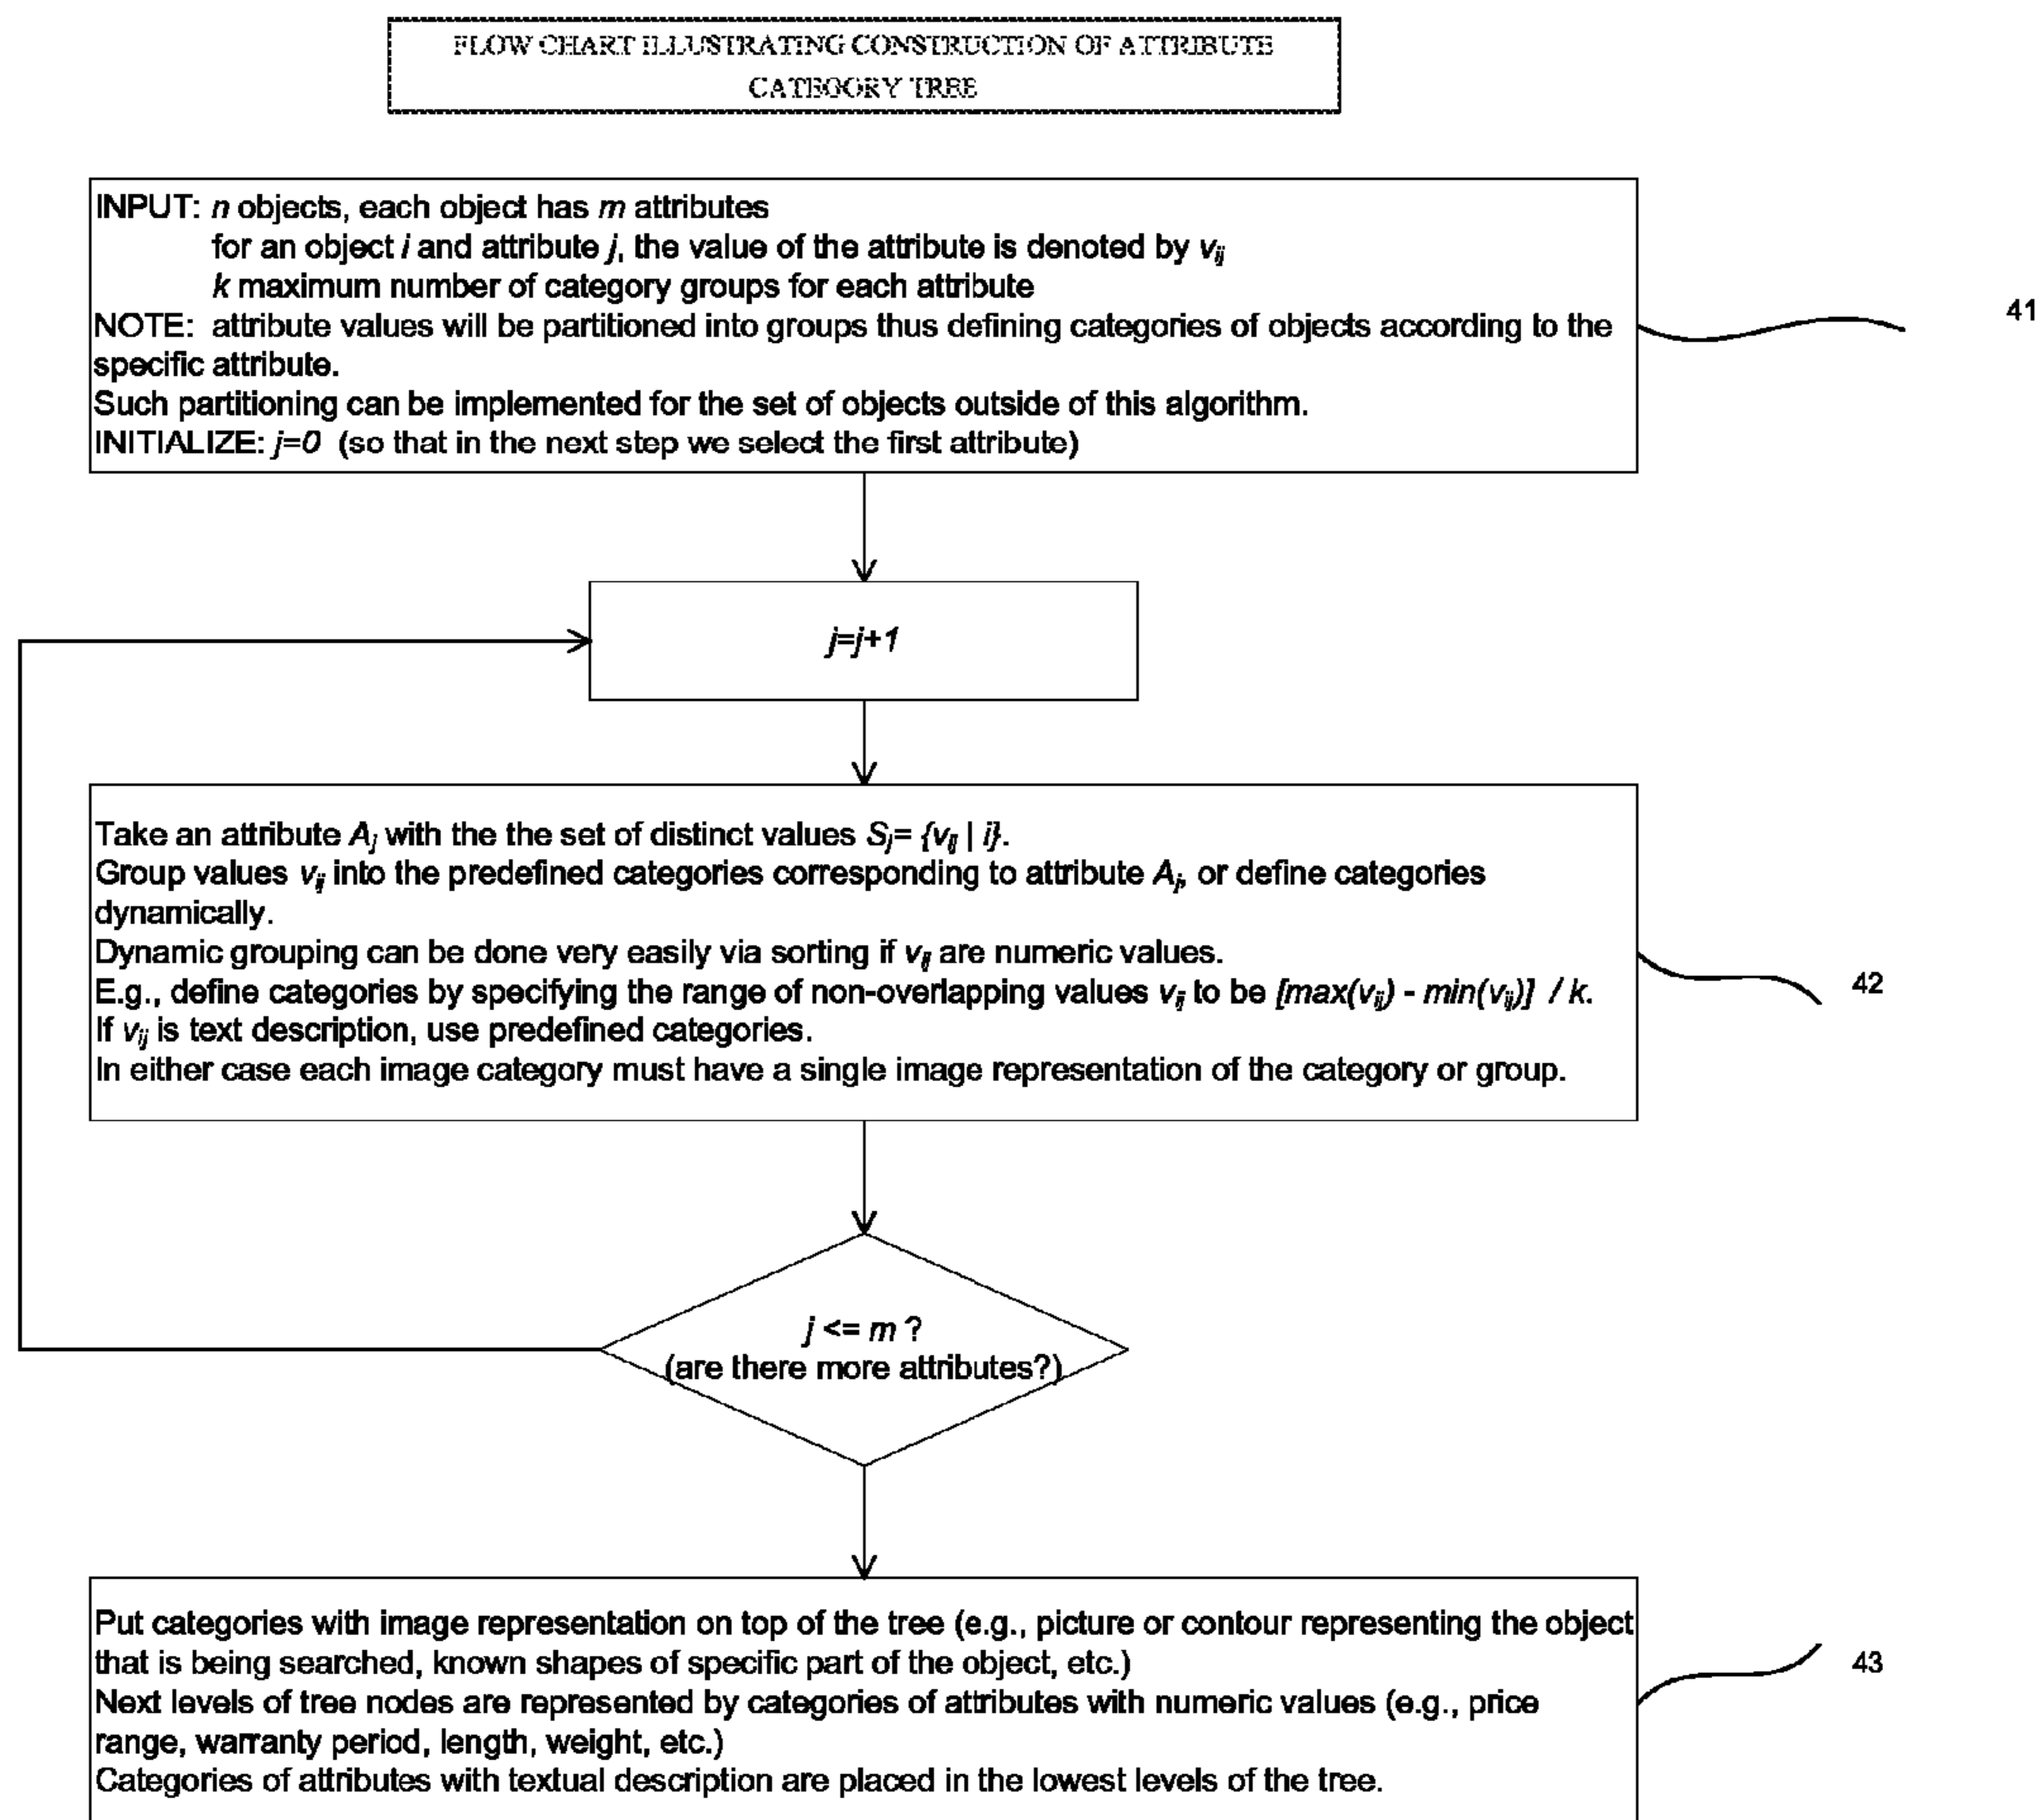 FLOW CHART ILLUSTRATING CONSTRUCTION OF ATTRIBUTE
CATEGORY TREE
INPUT: n objects, each object has m attributes
for an object i and attribute j, the value of the attribute is denoted by vij
k maximum number of category groups for each attribute
NOTE: attribute values will be partitioned into groups thus defining categories of objects according to the
specific attribute.
Such partitioning can be implemented for the set of objects outside of this algorithm.
INITIALIZE: j=0 (so that in the next step we select the first attribute)
41
j=j+1
Take an attribute Aj with the the set of distinct values Sj= {vij | i}.
Group values vij into the predefined categories corresponding to attribute Aj, or define categories
dynamically.
Dynamic grouping can be done very easily via sorting if vij are numeric values.
E.g., define categories by specifying the range of non-overlapping values vij to be [max(vij) - min(vij)] / k.
If vij is text description, use predefined categories.
In either case each image category must have a single image representation of the category or group.
42
j <= m ?
(are there more attributes?)
Put categories with image representation on top of the tree (e.g., picture or contour representing the object
that is being searched, known shapes of specific part of the object, etc.)
Next levels of tree nodes are represented by categories of attributes with numeric values (e.g., price
range, warranty period, length, weight, etc.)
Categories of attributes with textual description are placed in the lowest levels of the tree.
43